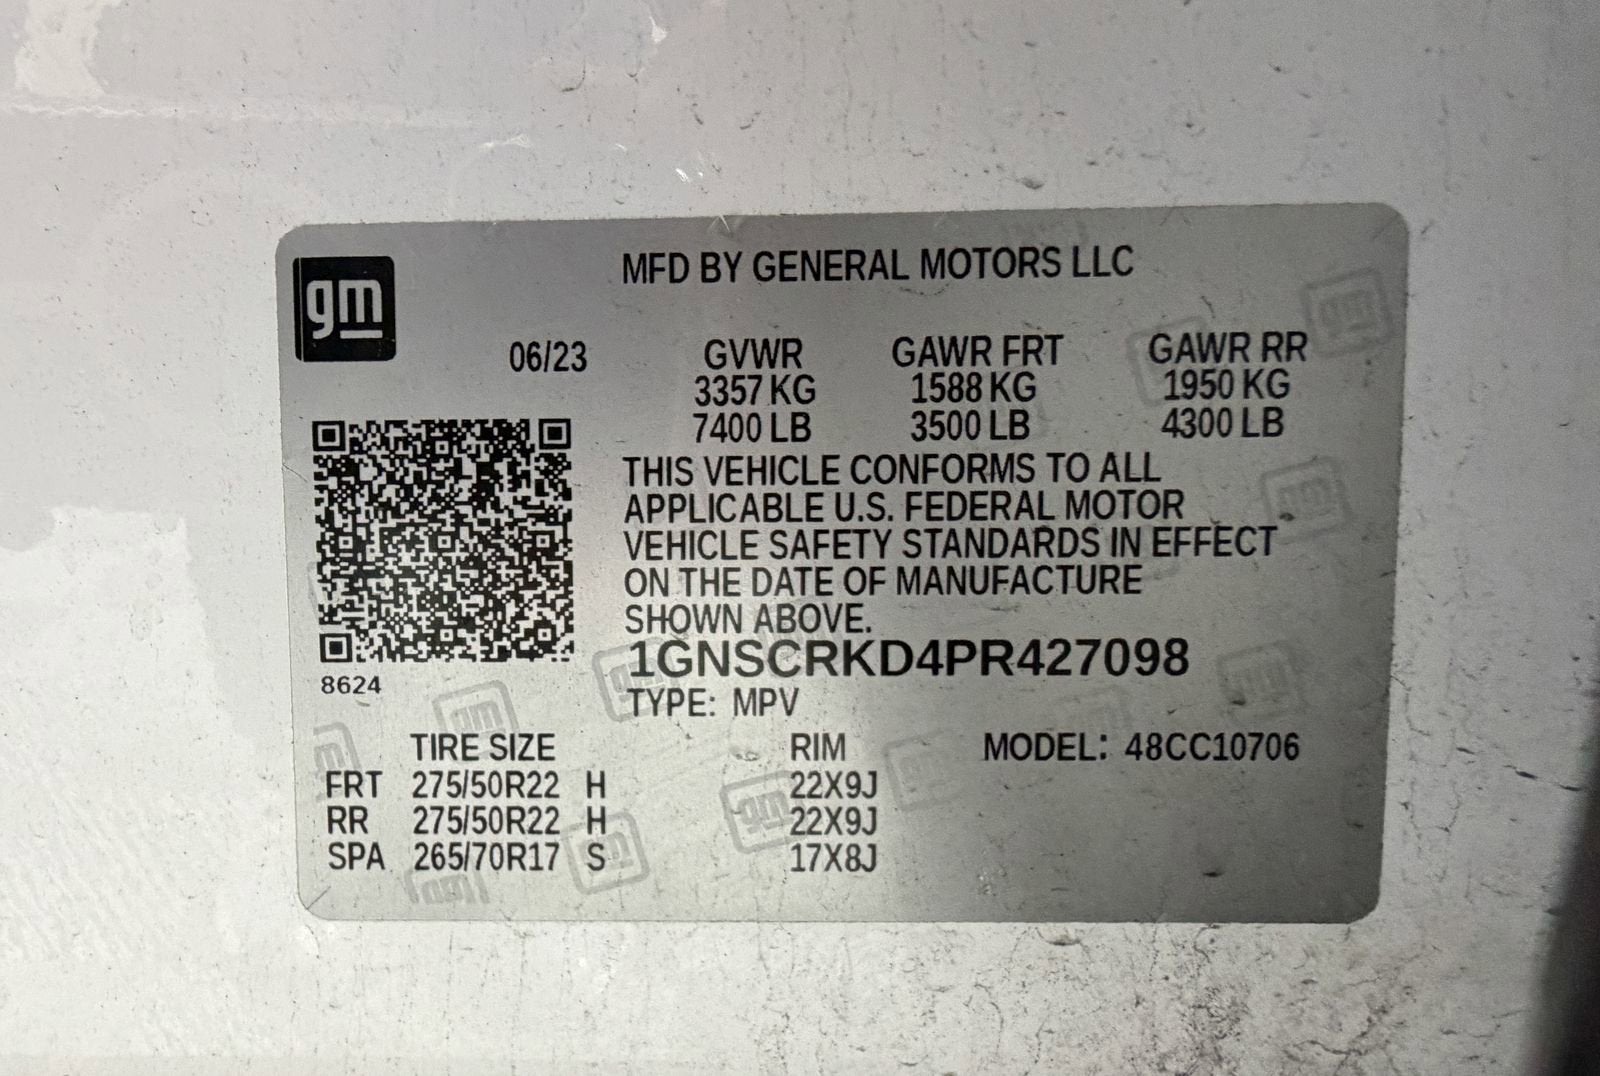 gm
MFD BY GENERAL MOTORS LLC
06/23 GVWR GAWR FRT GAWR RR
3357 KG 1588 KG 1950 KG
7400 LB 3500 LB 4300 LB
THIS VEHICLE CONFORMS TO ALL
APPLICABLE U.S. FEDERAL MOTOR
VEHICLE SAFETY STANDARDS IN EFFECT
ON THE DATE OF MANUFACTURE
SHOWN ABOVE.
1GNSCRKD4PR427098
8624
TYPE: MPV
TIRE SIZE RIM MODEL: 48CC10706
FRT 275/50R22 H 22X9J
RR 275/50R22 H 22X9J
SPA 265/70R17 S 17X8J